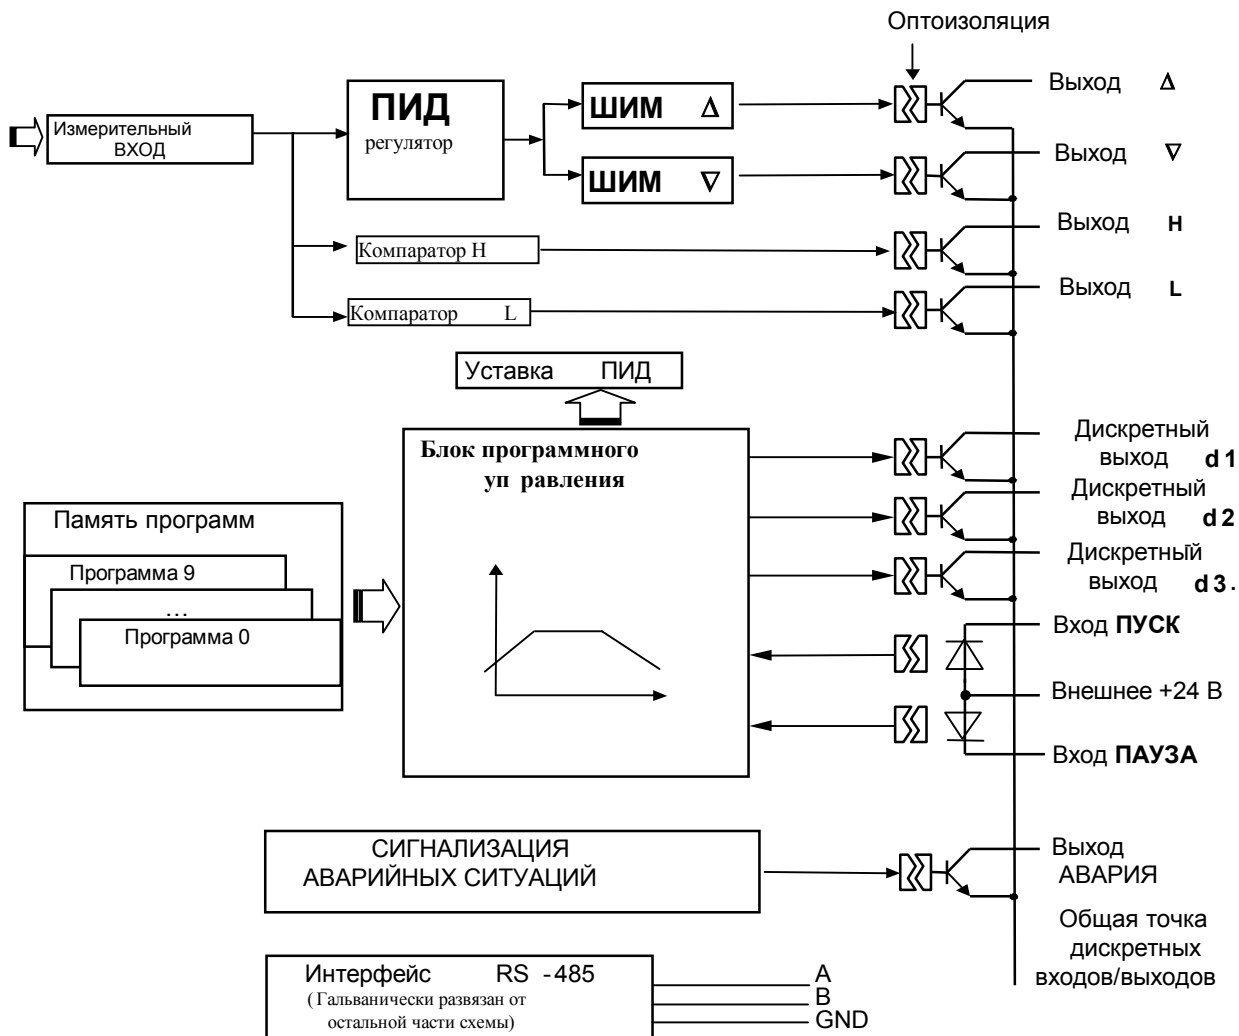 Оптоизоляция
Измерительный
ВХОД
ПИД
регулятор
ШИМ Δ
ШИМ ∇
Выход Δ
Выход ∇
Компаратор Н
Выход H
Компаратор L
Выход L
Уставка ПИД
Блок программного
уп равления
Дискретный
выход d1
Дискретный
выход d2
Дискретный
выход d3.
Память программ
Программа 9
...
Программа 0
Вход ПУСК
Внешнее +24 В
Вход ПАУЗА
СИГНАЛИЗАЦИЯ
АВАРИЙНЫХ СИТУАЦИЙ
Выход
АВАРИЯ
Общая точка
дискретных
входов/выходов
Интерфейс RS -485
( Гальванически развязан от
остальной части схемы)
A
B
GND